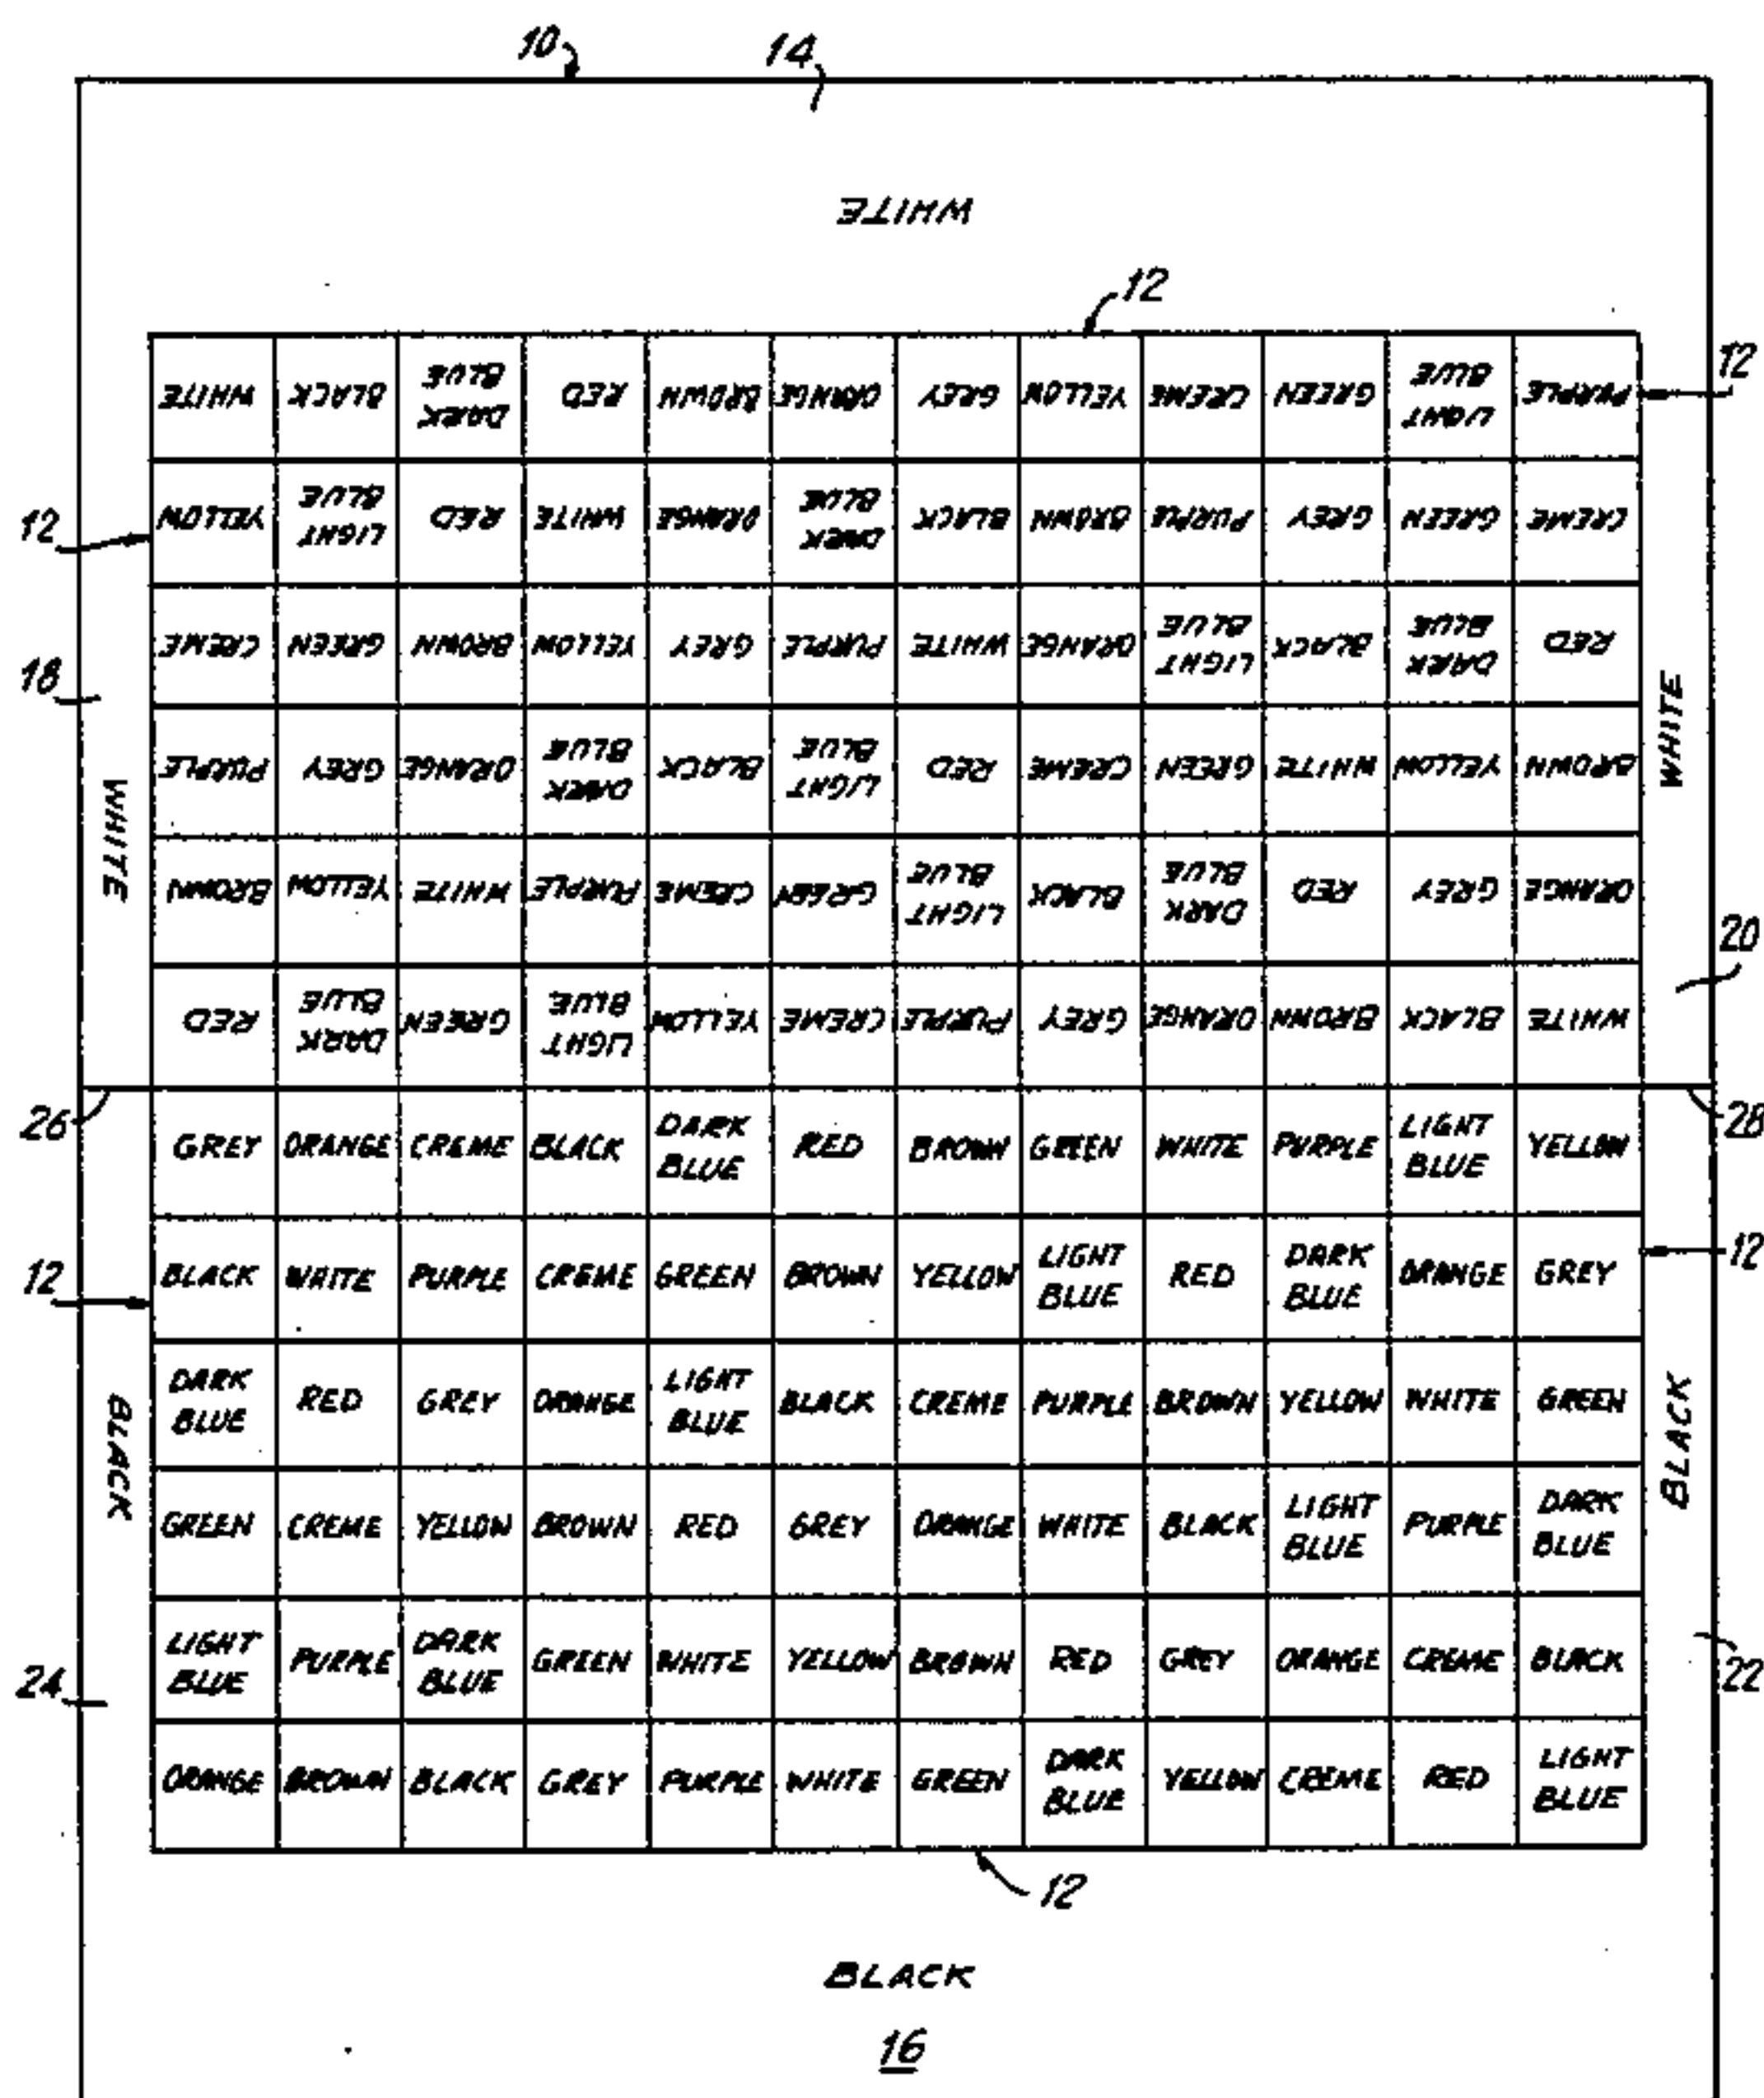 10 14
WHITE
12
WHITE BLACK DARK BLUE RED BROWN ORANGE GREY YELLOW CREME GREEN LIGHT BLUE PURPLE 12
12 YELLOW LIGHT BLUE RED WHITE ORANGE DARK BLUE BLACK BROWN PURPLE GREY GREEN CREME
18 CREME GREEN BROWN YELLOW GREY PURPLE WHITE ORANGE LIGHT BLUE BLACK DARK BLUE RED
WHITE PURPLE GREY ORANGE DARK BLUE BLACK LIGHT BLUE RED CREME GREEN WHITE YELLOW BROWN WHITE
BROWN YELLOW WHITE PURPLE CREME GREEN LIGHT BLUE BLACK DARK BLUE RED GREY ORANGE 20
RED DARK BLUE GREEN LIGHT BLUE YELLOW CREME PURPLE GREY ORANGE BROWN BLACK WHITE
26 GREY ORANGE CREME BLACK DARK BLUE RED BROWN GREEN WHITE PURPLE LIGHT BLUE YELLOW 28
12 BLACK WHITE PURPLE CREME GREEN BROWN YELLOW LIGHT BLUE RED DARK BLUE ORANGE GREY 12
BLACK DARK BLUE RED GREY ORANGE LIGHT BLUE BLACK CREME PURPLE BROWN YELLOW WHITE GREEN BLACK
GREEN CREME YELLOW BROWN RED GREY ORANGE WHITE BLACK LIGHT BLUE PURPLE DARK BLUE
24 LIGHT BLUE PURPLE DARK BLUE GREEN WHITE YELLOW BROWN RED GREY ORANGE CREME BLACK 22
ORANGE BROWN BLACK GREY PURPLE WHITE GREEN DARK BLUE YELLOW CREME RED LIGHT BLUE
12
BLACK
16